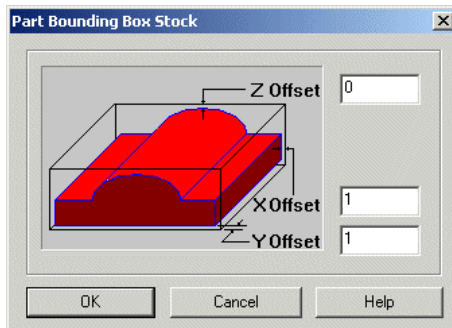 Part Bounding Box Stock
Z Offset 0
X Offset 1
Y Offset 1
OK Cancel Help